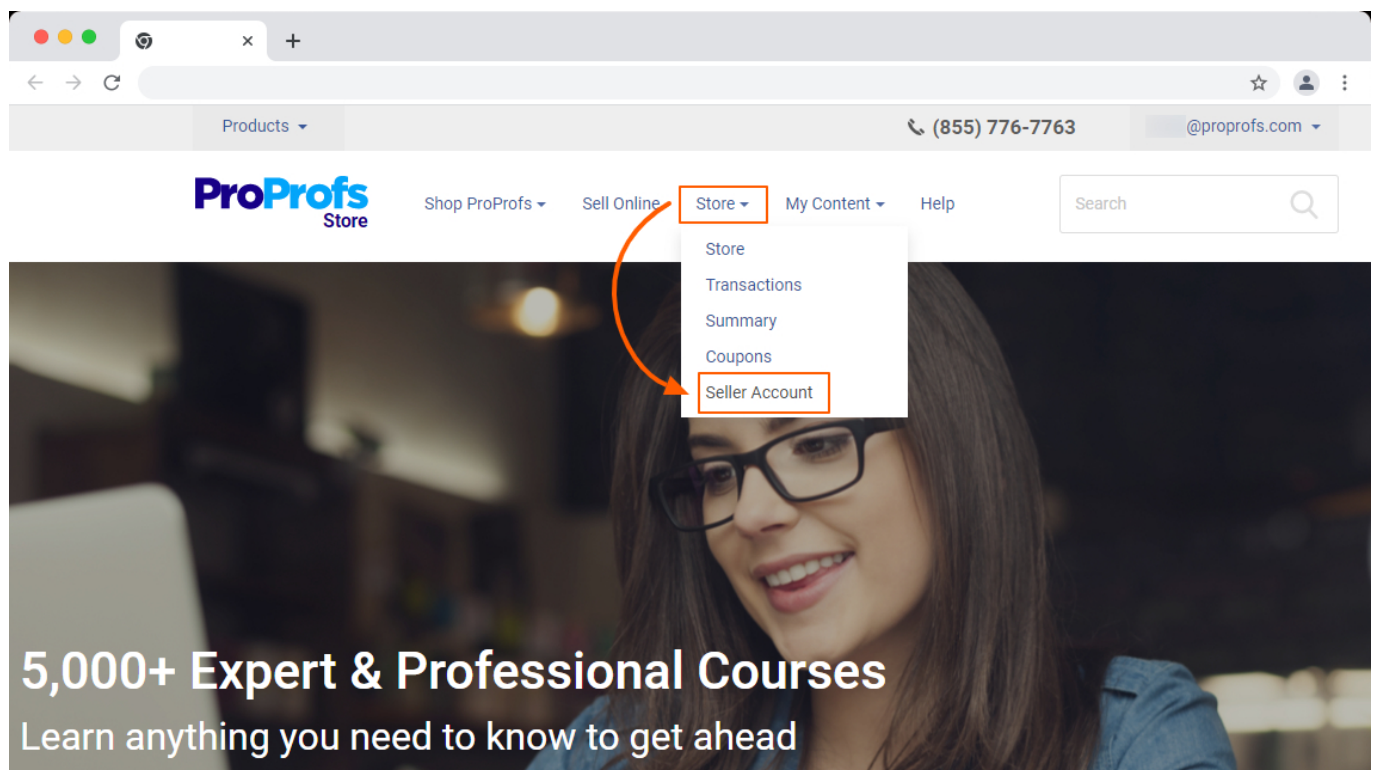 Products
(855) 776-7763
@proprofs.com
ProProfs
Store
Shop ProProfs
Sell Online
Store
My Content
Help
Search
Store
Transactions
Summary
Coupons
Seller Account
5,000+ Expert & Professional Courses
Learn anything you need to know to get ahead